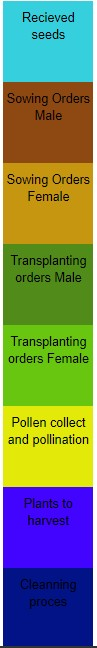 Recieved
seeds
Sowing Orders
Male
Sowing Orders
Female
Transplanting
orders Male
Transplanting
orders Female
Pollen collect
and pollination
Plants to
harvest
Cleanning
proces